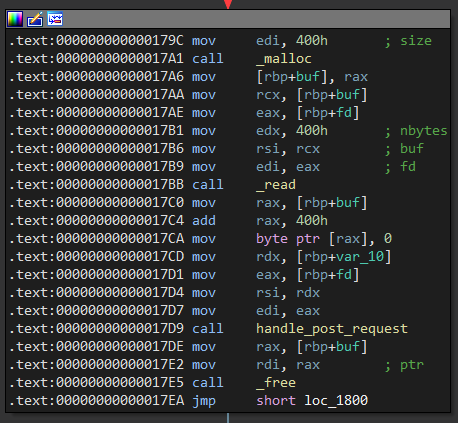 .text:000000000000179C mov     edi, 400h       ; size
.text:00000000000017A1 call    _malloc
.text:00000000000017A6 mov     [rbp+buf], rax
.text:00000000000017AA mov     rcx, [rbp+buf]
.text:00000000000017AE mov     eax, [rbp+fd]
.text:00000000000017B1 mov     edx, 400h       ; nbytes
.text:00000000000017B6 mov     rsi, rcx        ; buf
.text:00000000000017B9 mov     edi, eax        ; fd
.text:00000000000017BB call    _read
.text:00000000000017C0 mov     rax, [rbp+buf]
.text:00000000000017C4 add     rax, 400h
.text:00000000000017CA mov     byte ptr [rax], 0
.text:00000000000017CD mov     rdx, [rbp+var_10]
.text:00000000000017D1 mov     eax, [rbp+fd]
.text:00000000000017D4 mov     rsi, rdx
.text:00000000000017D7 mov     edi, eax
.text:00000000000017D9 call    handle_post_request
.text:00000000000017DE mov     rax, [rbp+buf]
.text:00000000000017E2 mov     rdi, rax        ; ptr
.text:00000000000017E5 call    _free
.text:00000000000017EA jmp     short loc_1800